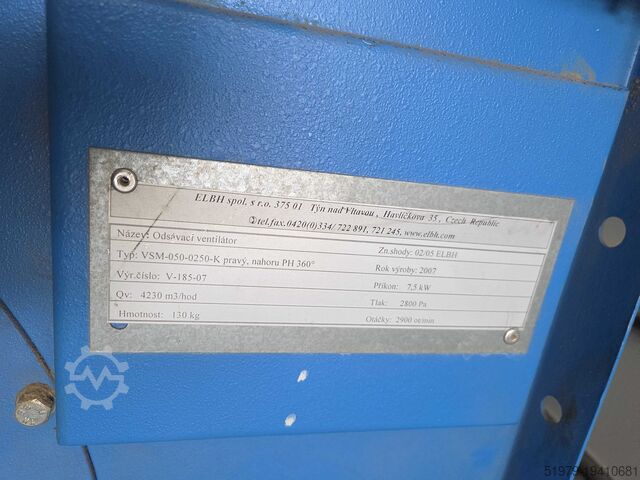 ELBH spol. s r.o. 375 01 Týn nad Vltavou, Havlíčkova 35, Czech Republic
✆tel.fax.0420(0)334/ 722 891, 721 245, www.elbh.com
Název: Odsávací ventilátor Zn.shody: 02/05 ELBH
Typ: VSM-050-0250-K pravý, nahoru PH 360° Rok výroby: 2007
Výr.číslo: V-185-07 Příkon: 7,5 kW
Qv: 4230 m3/hod Tlak: 2800 Pa
Hmotnost: 130 kg Otáčky: 2900 ot/min
51979-19410681